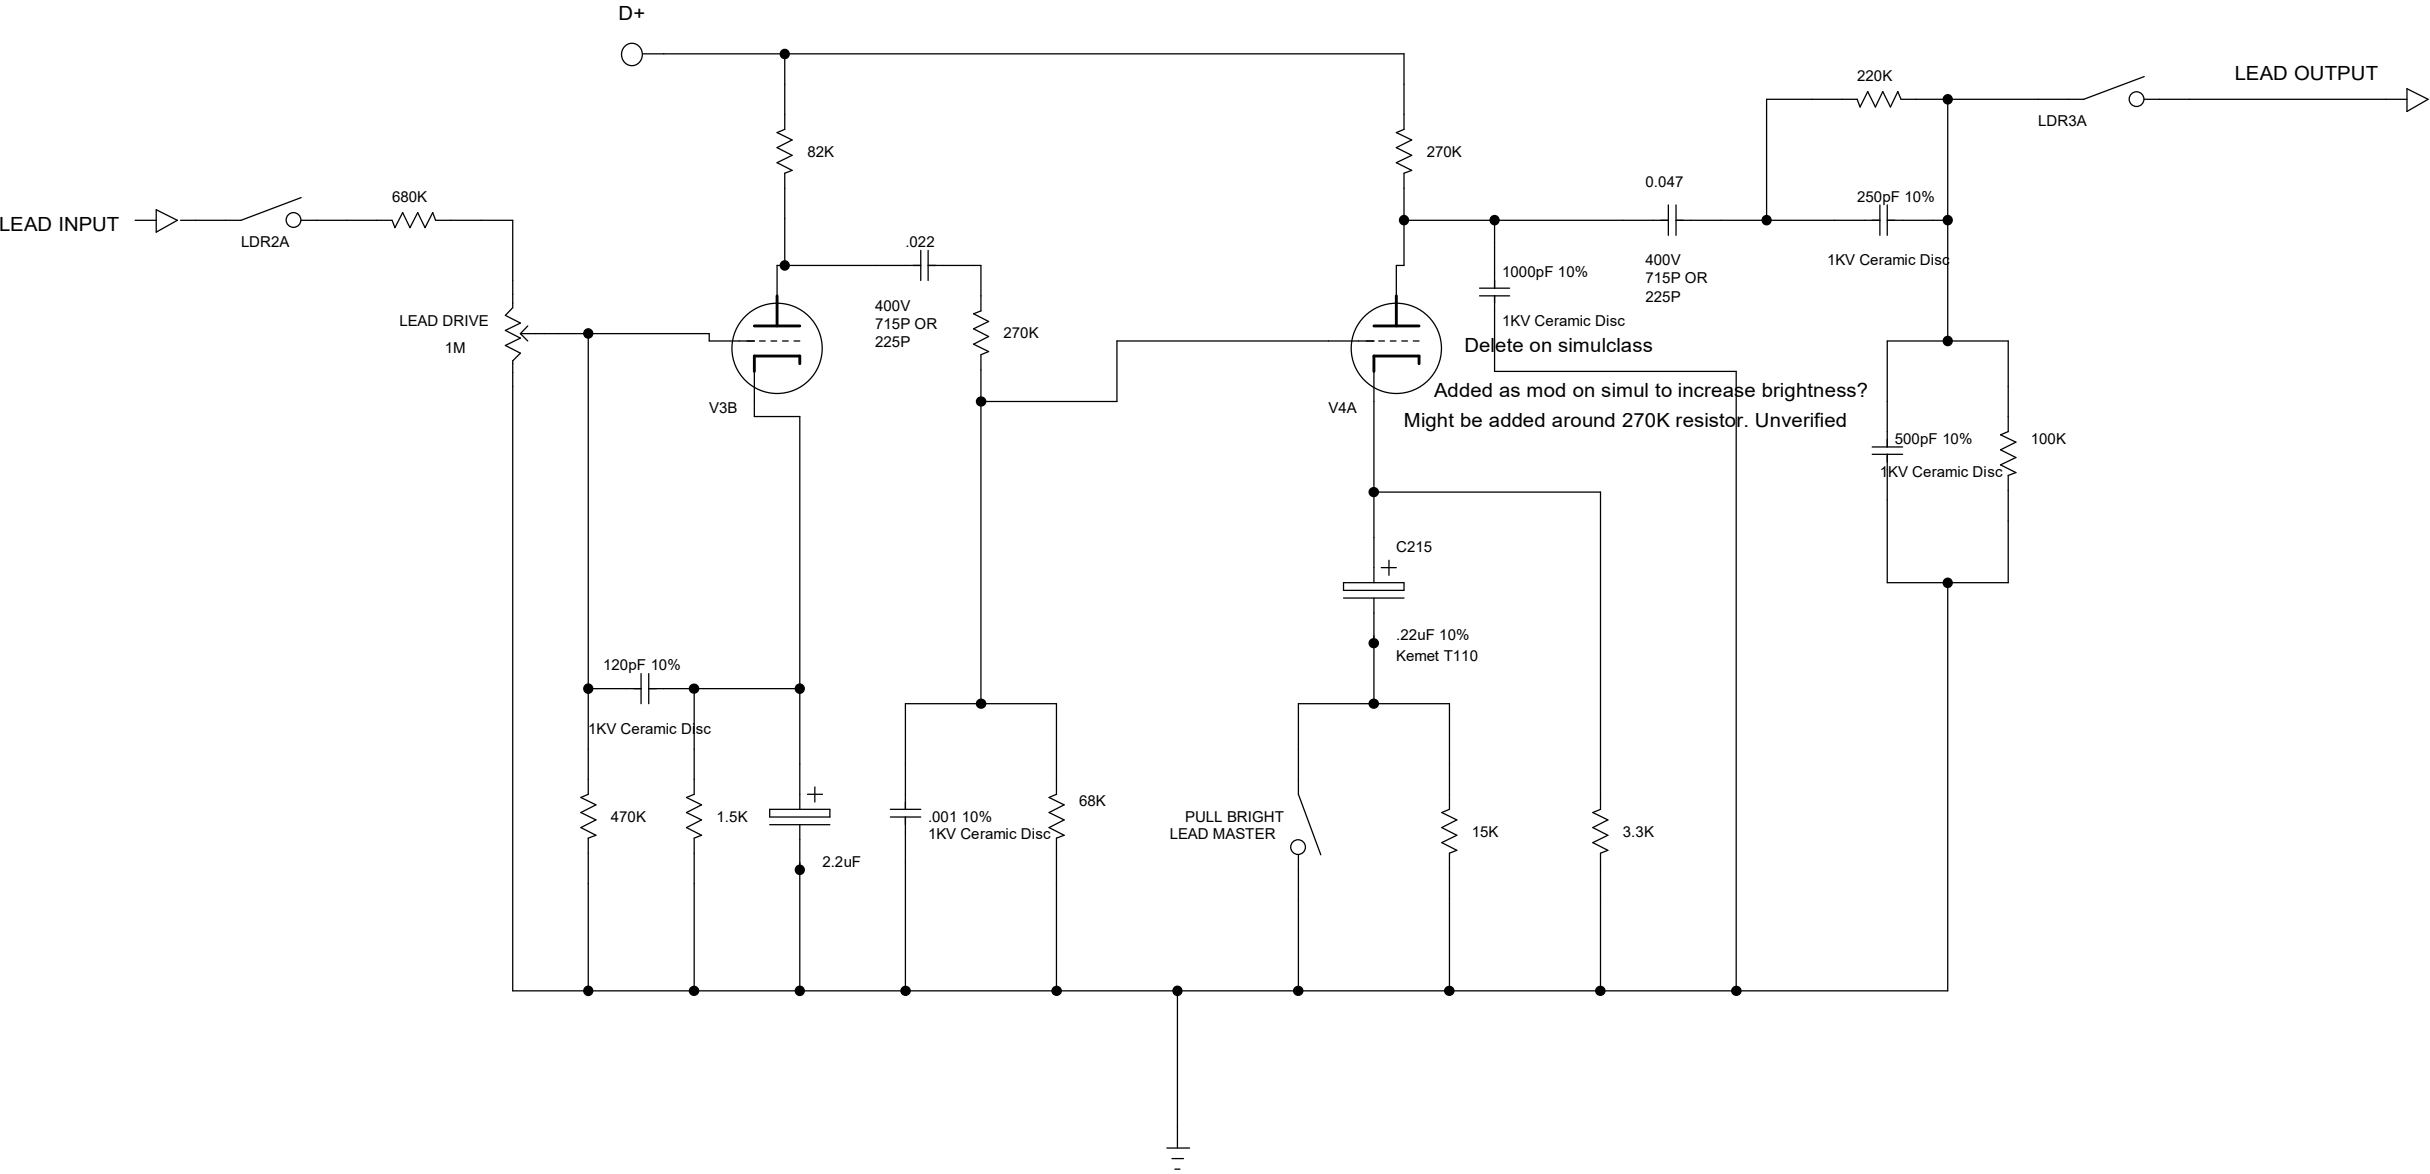 D+
LEAD OUTPUT
220K
LDR3A
82K
270K
0.047
680K
250pF 10%
LEAD INPUT
LDR2A
.022
1KV Ceramic Disc
400V
715P OR
225P
1000pF 10%
400V
715P OR
225P
LEAD DRIVE
1M
270K
1KV Ceramic Disc
Delete on simulclass
Added as mod on simul to increase brightness?
Might be added around 270K resistor. Unverified
V3B
V4A
500pF 10%
1KV Ceramic Disc
100K
C215
+
.22uF 10%
Kemet T110
120pF 10%
1KV Ceramic Disc
+
470K
1.5K
2.2uF
.001 10%
1KV Ceramic Disc
68K
PULL BRIGHT
LEAD MASTER
15K
3.3K